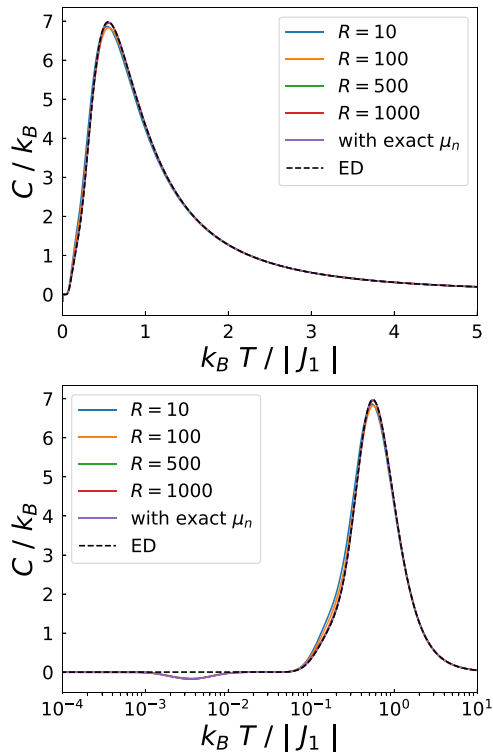 7
6
5
4
3
2
1
0
C / k_B
R = 10
R = 100
R = 500
R = 1000
with exact μ_n
ED
0 1 2 3 4 5
k_B T / | J_1 |
7
6
5
4
3
2
1
0
C / k_B
R = 10
R = 100
R = 500
R = 1000
with exact μ_n
ED
10^−4 10^−3 10^−2 10^−1 10^0 10^1
k_B T / | J_1 |